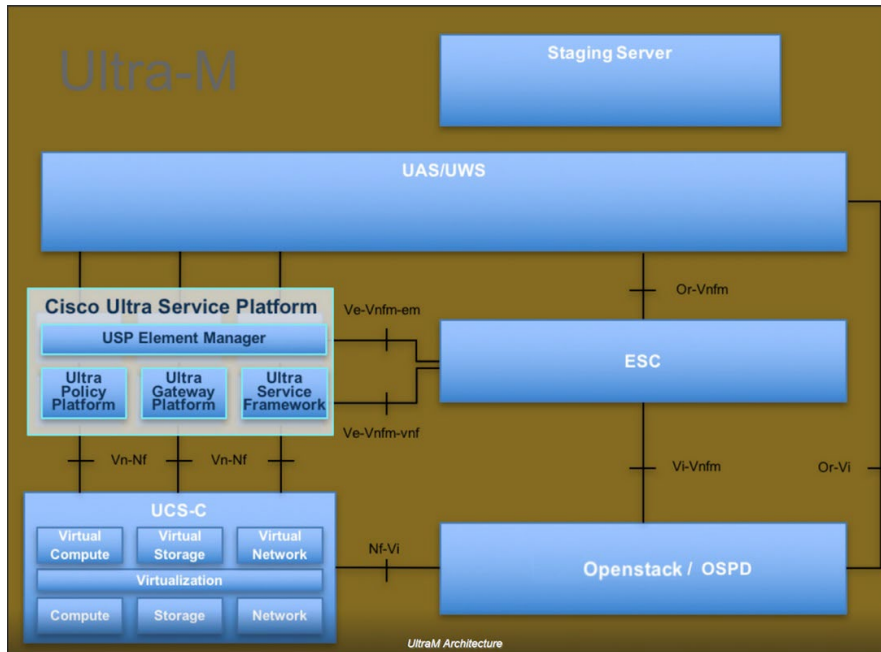 Ultra-M
Staging Server
UAS/UWS
Or-Vnfm
Cisco Ultra Service Platform
USP Element Manager
Ultra
Policy
Platform
Ultra
Gateway
Platform
Ultra
Service
Framework
Ve-Vnfm-em
Ve-Vnfm-vnf
ESC
Vn-Nf
Vn-Nf
Vi-Vnfm
Or-Vi
UCS-C
Virtual
Compute
Virtual
Storage
Virtual
Network
Virtualization
Compute
Storage
Network
Nf-Vi
Openstack / OSPD
UltraM Architecture